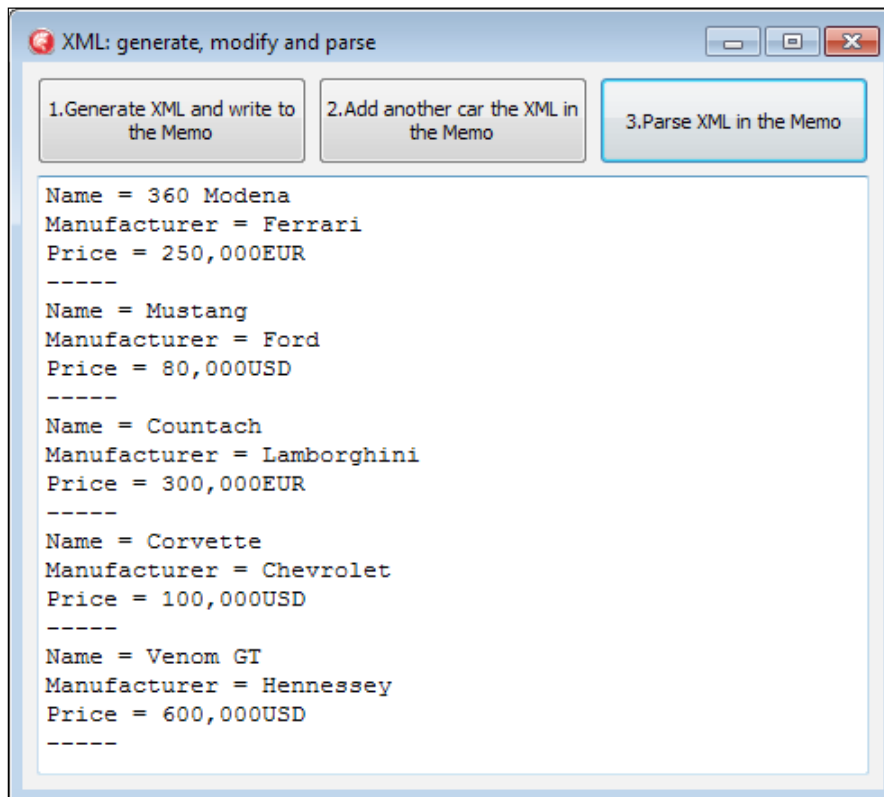 XML: generate, modify and parse
1.Generate XML and write to
the Memo
2.Add another car the XML in
the Memo
3.Parse XML in the Memo
Name = 360 Modena
Manufacturer = Ferrari
Price = 250,000EUR
-----
Name = Mustang
Manufacturer = Ford
Price = 80,000USD
-----
Name = Countach
Manufacturer = Lamborghini
Price = 300,000EUR
-----
Name = Corvette
Manufacturer = Chevrolet
Price = 100,000USD
-----
Name = Venom GT
Manufacturer = Hennessey
Price = 600,000USD
-----